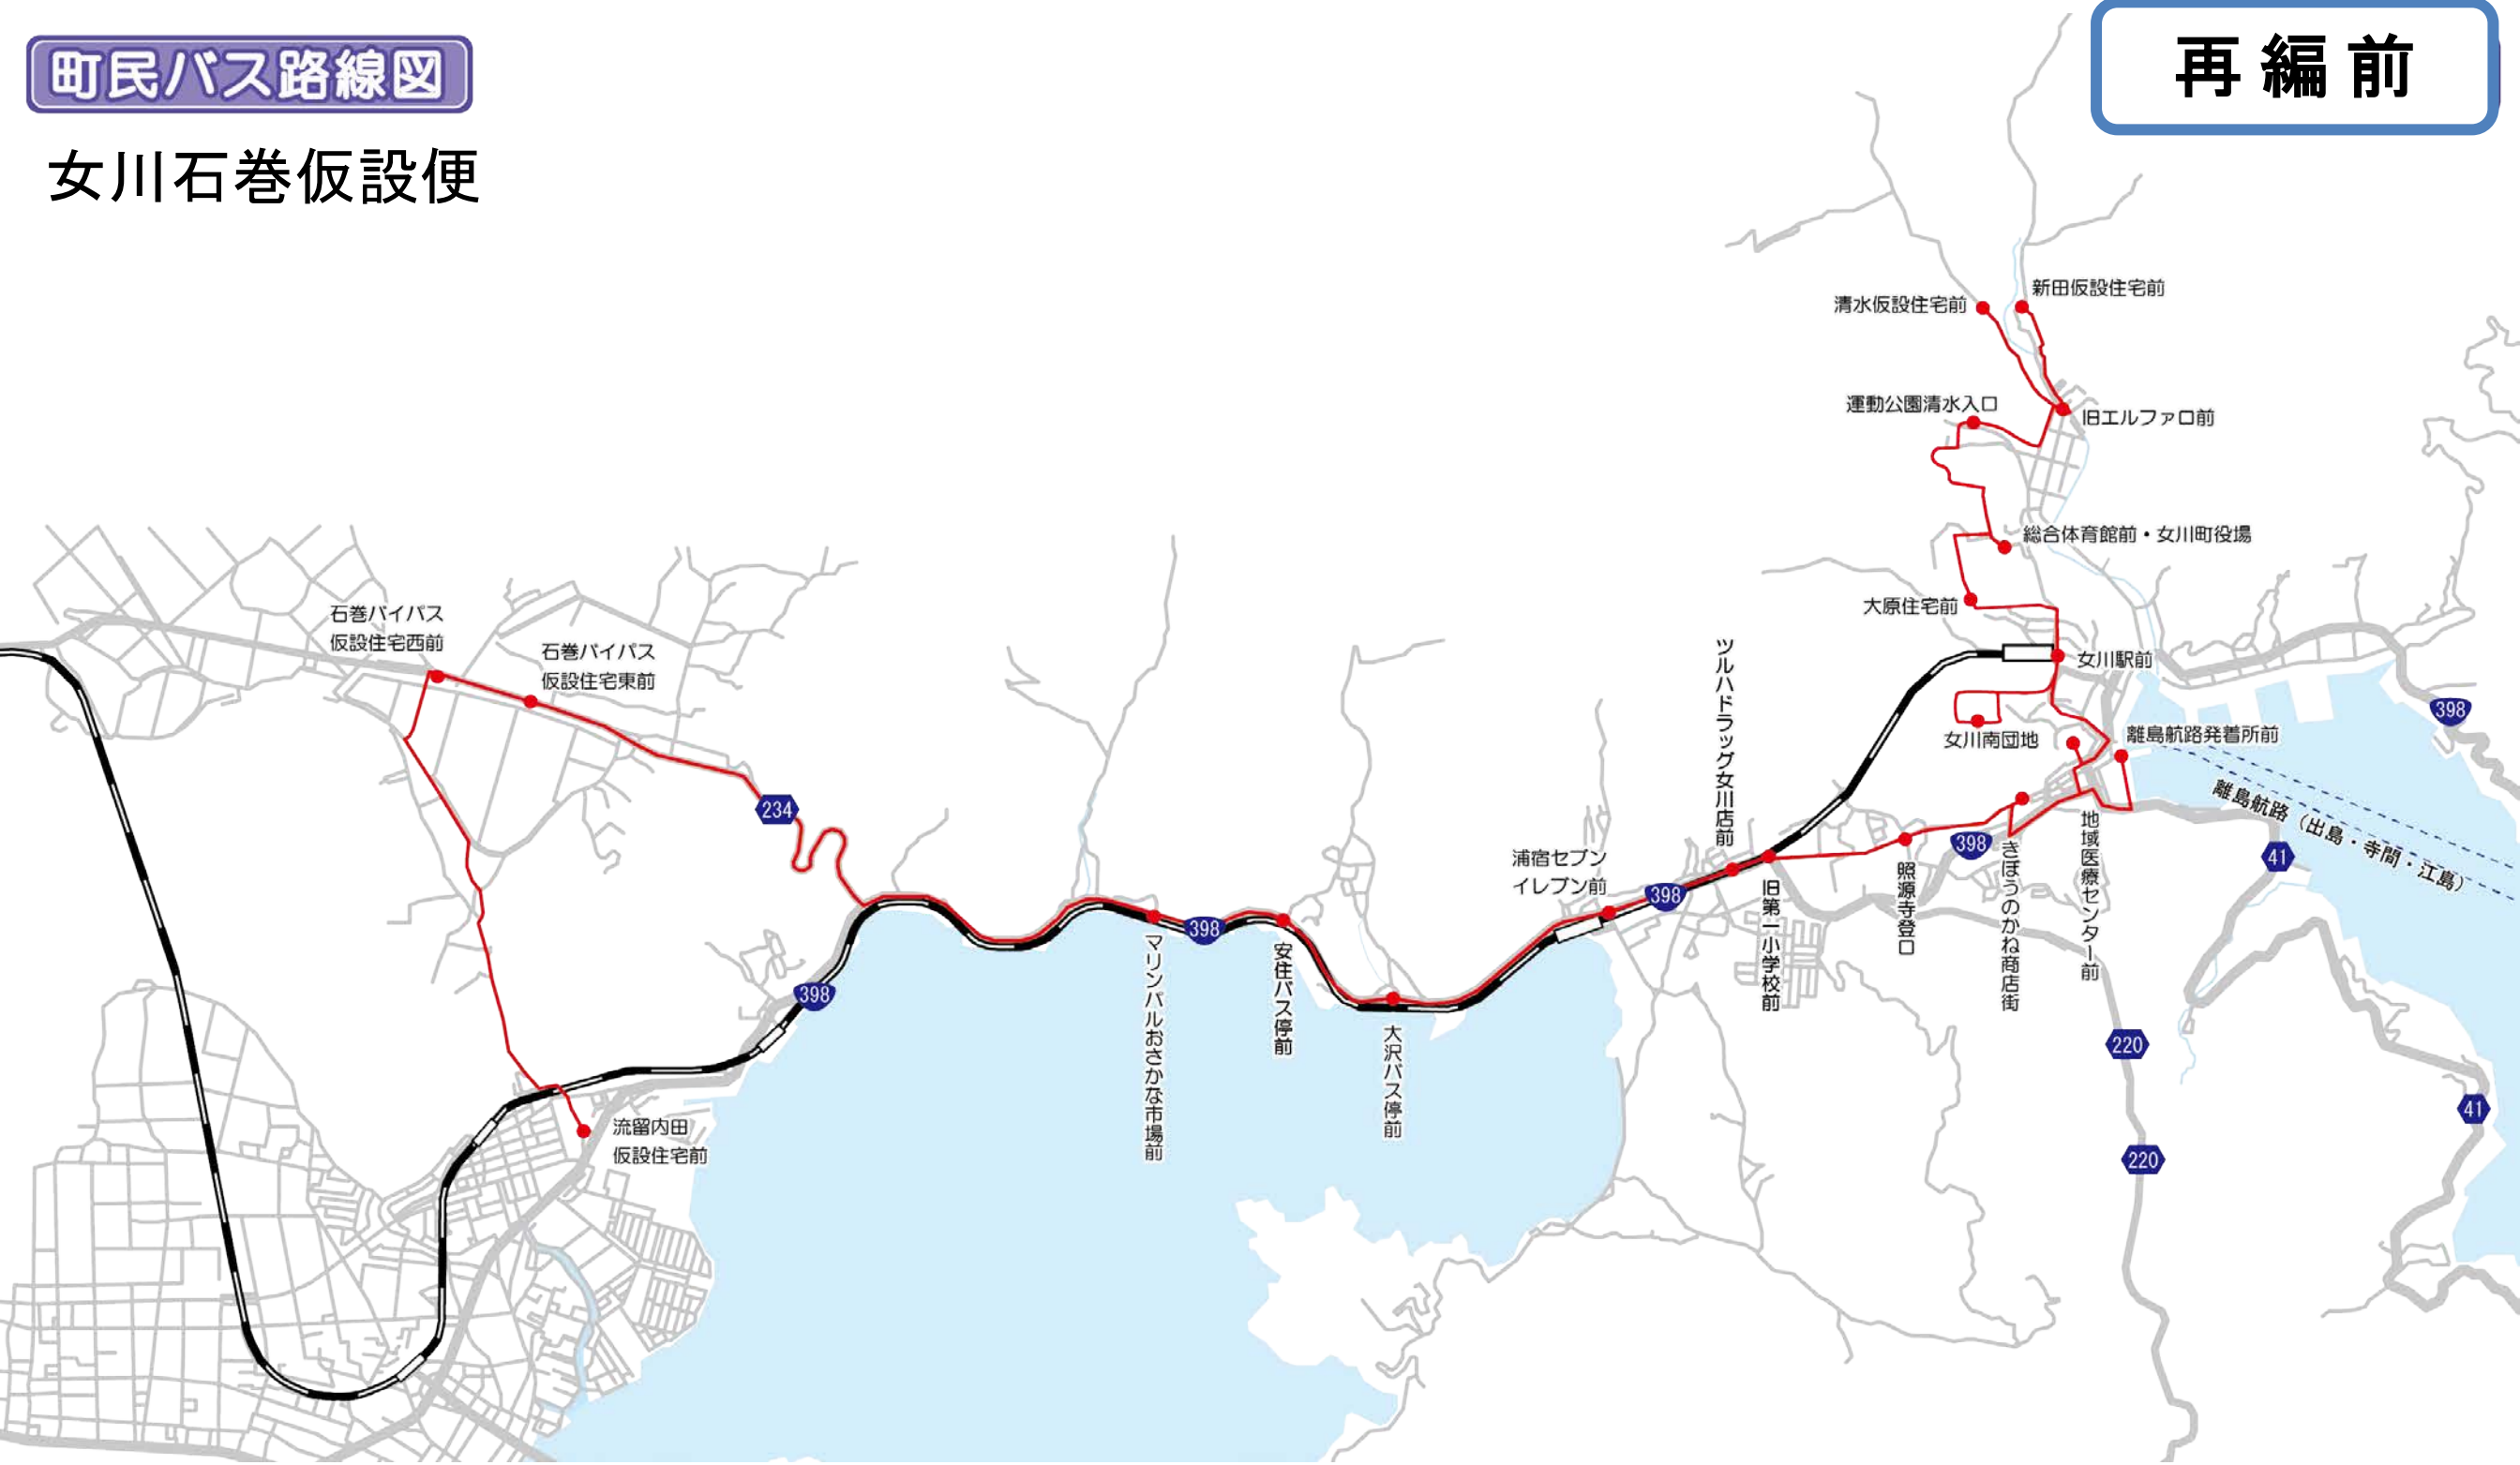 町民バス路線図
再編前
女川石巻仮設便
新田仮設住宅前
清水仮設住宅前
運動公園清水入口
旧エルファロ前
総合体育館前・女川町役場
大原住宅前
女川駅前
女川南団地
離島航路発着所前
離島航路（出島・寺間・江島）
398
石巻バイパス
仮設住宅西前
石巻バイパス
仮設住宅東前
234
ツルハドラッグ女川店前
浦宿セブン
イレブン前
398
旧第一小学校前
照源寺登口
398
きぼうのかね商店街
地域医療センター前
41
398
マリンパルおさかな市場前
398
安住バス停前
大沢バス停前
220
41
220
流留内田
仮設住宅前